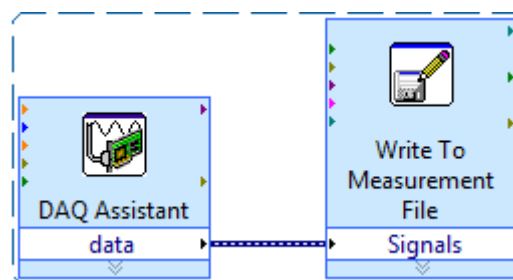 DAQ Assistant
data
Write To
Measurement
File
Signals